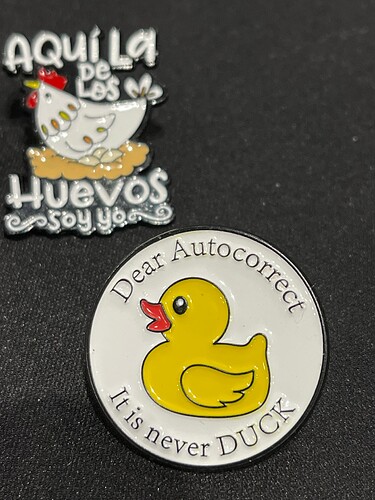 AQUÍ LA
DE
LOS
HUEVOS
SOY YO
Dear Autocorrect
It is never DUCK